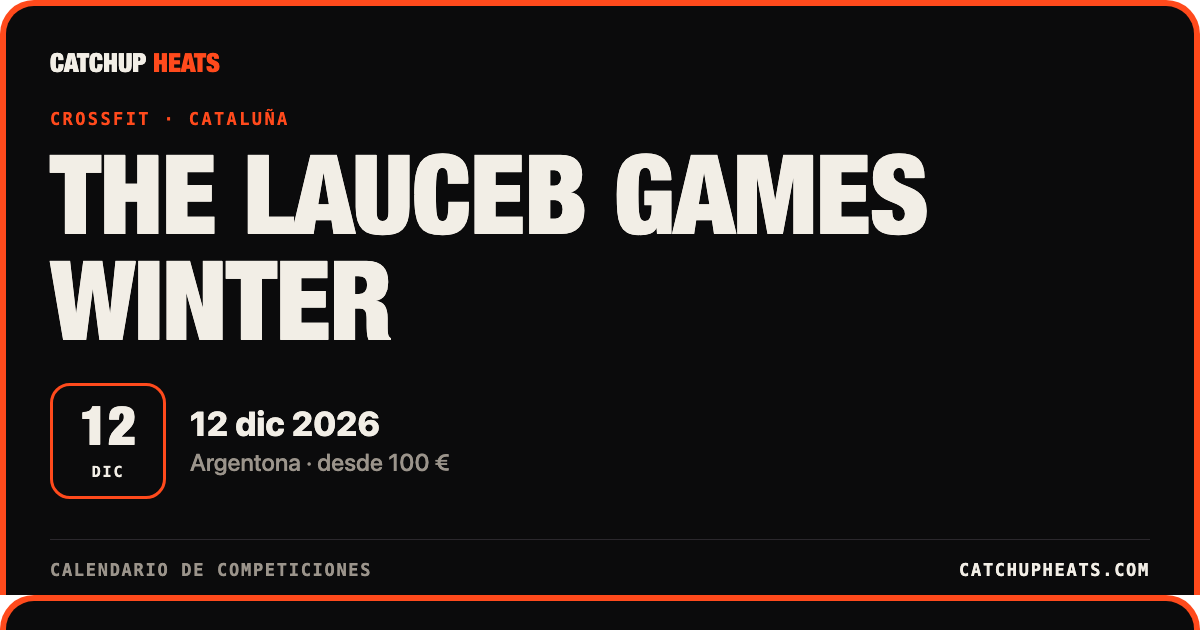 CATCHUP HEATS
CROSSFIT · CATALUÑA
THE LAUCEB GAMES
WINTER
12
DIC
12 dic 2026
Argentona · desde 100 €
CALENDARIO DE COMPETICIONES
CATCHUPHEATS.COM